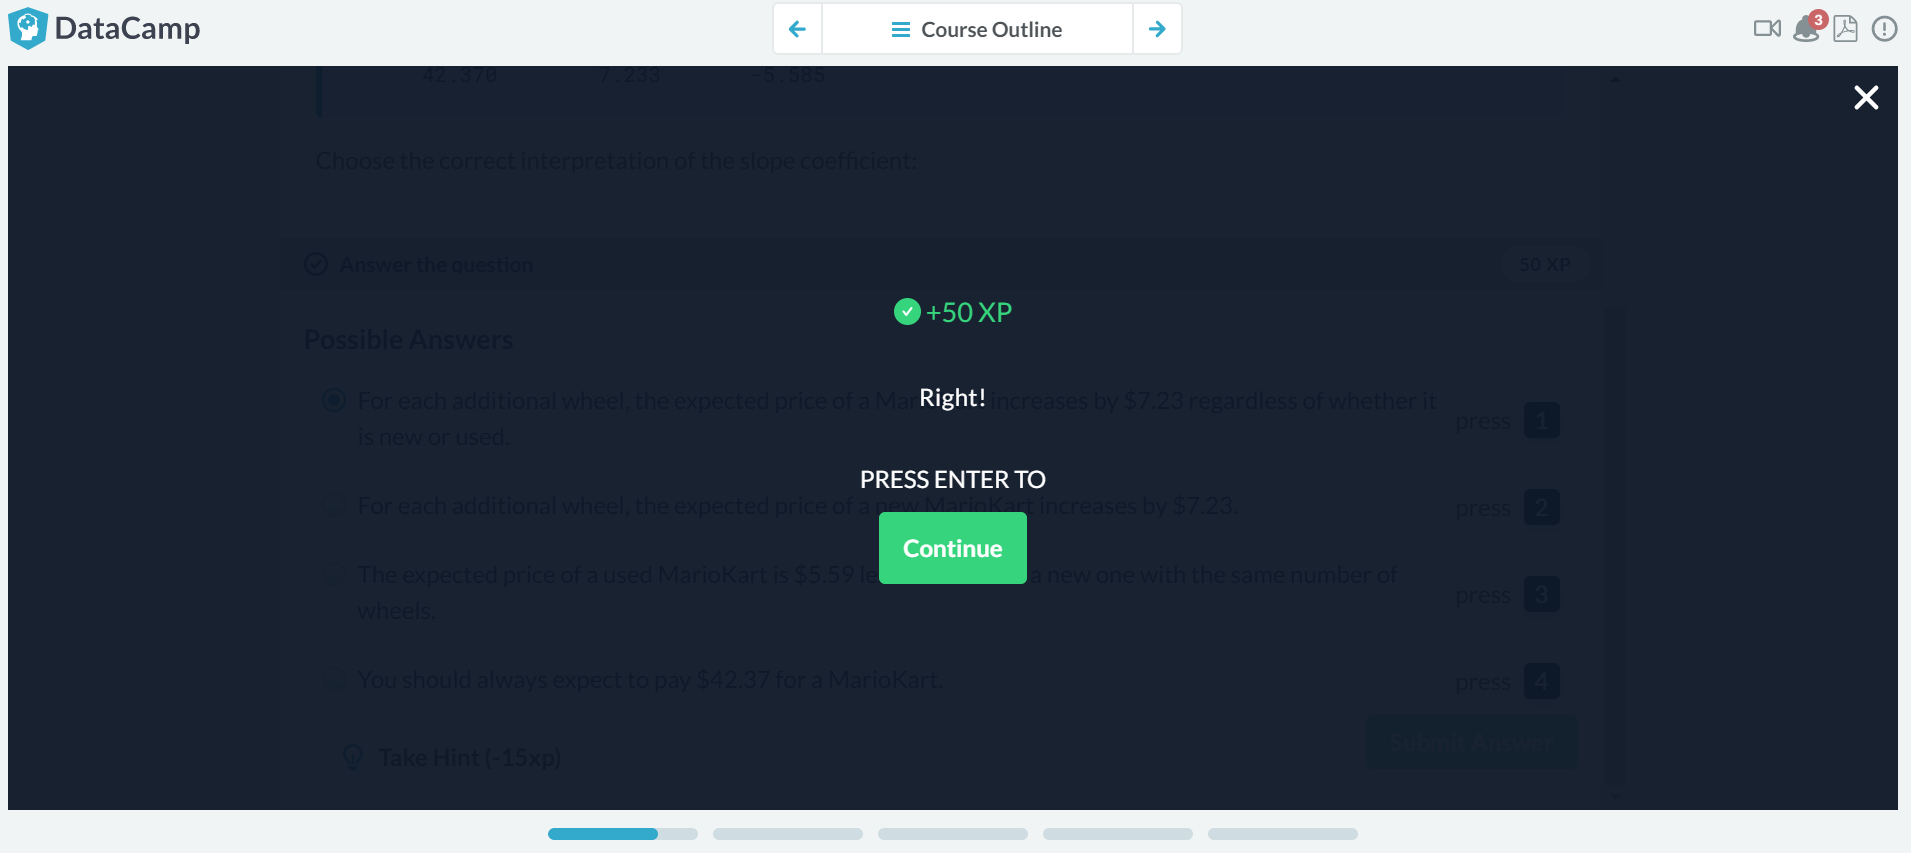 DataCamp
Course Outline
3
42.370 7.233 -5.585
Choose the correct interpretation of the slope coefficient:
Answer the question
50 XP
+50 XP
Possible Answers
Right!
For each additional wheel, the expected price of a Mar increases by $7.23 regardless of whether it
is new or used.
press 1
PRESS ENTER TO
For each additional wheel, the expected price of a new MarioKart increases by $7.23.
press 2
Continue
The expected price of a used MarioKart is $5.59 le a new one with the same number of
wheels.
press 3
You should always expect to pay $42.37 for a MarioKart.
press 4
Submit Answer
Take Hint (-15xp)